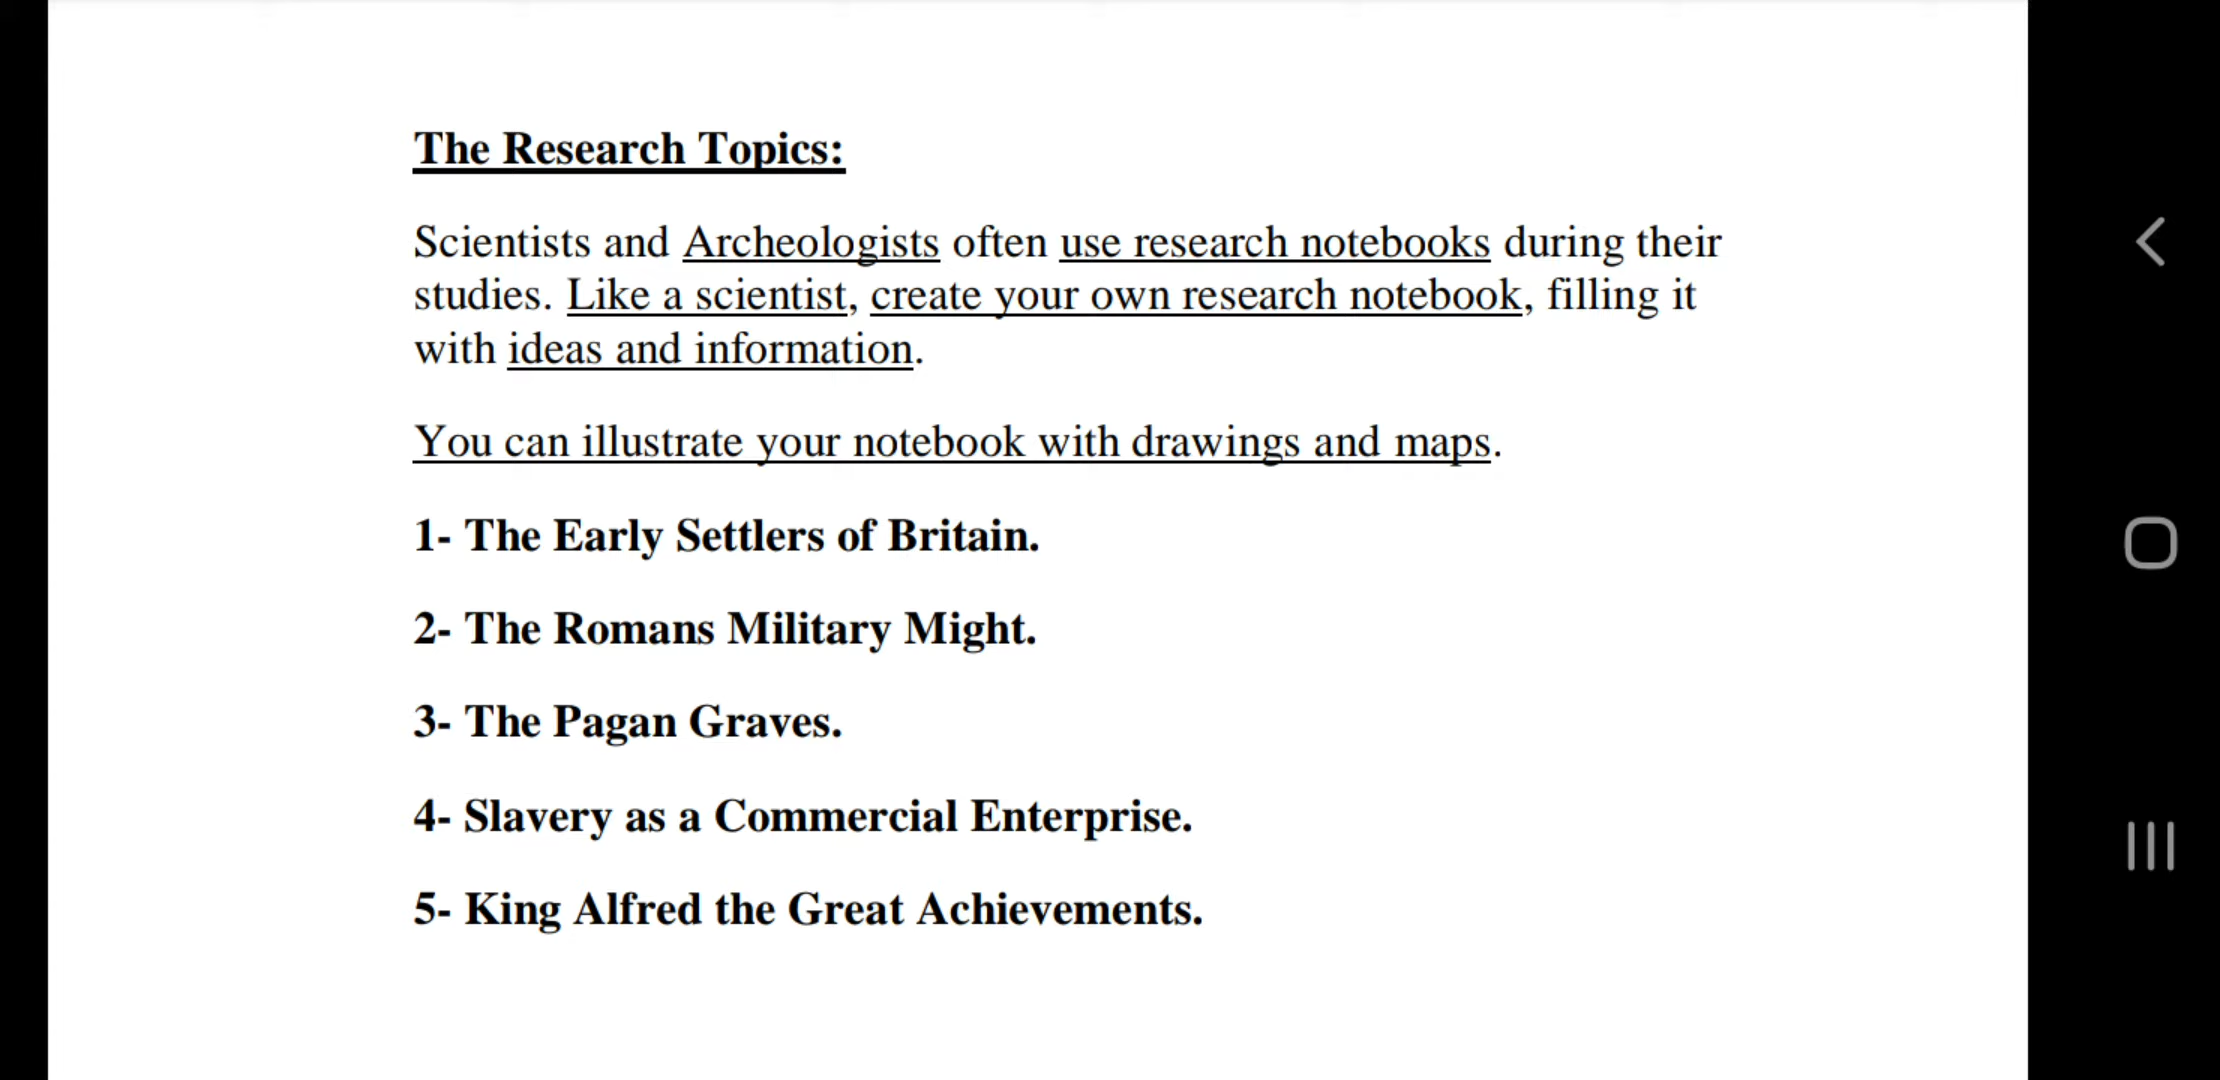 The Research Topics:
Scientists and Archeologists often use research notebooks during their
studies. Like a scientist, create your own research notebook, filling it
with ideas and information.
You can illustrate your notebook with drawings and maps.
1- The Early Settlers of Britain.
2- The Romans Military Might.
3- The Pagan Graves.
4- Slavery as a Commercial Enterprise.
5- King Alfred the Great Achievements.